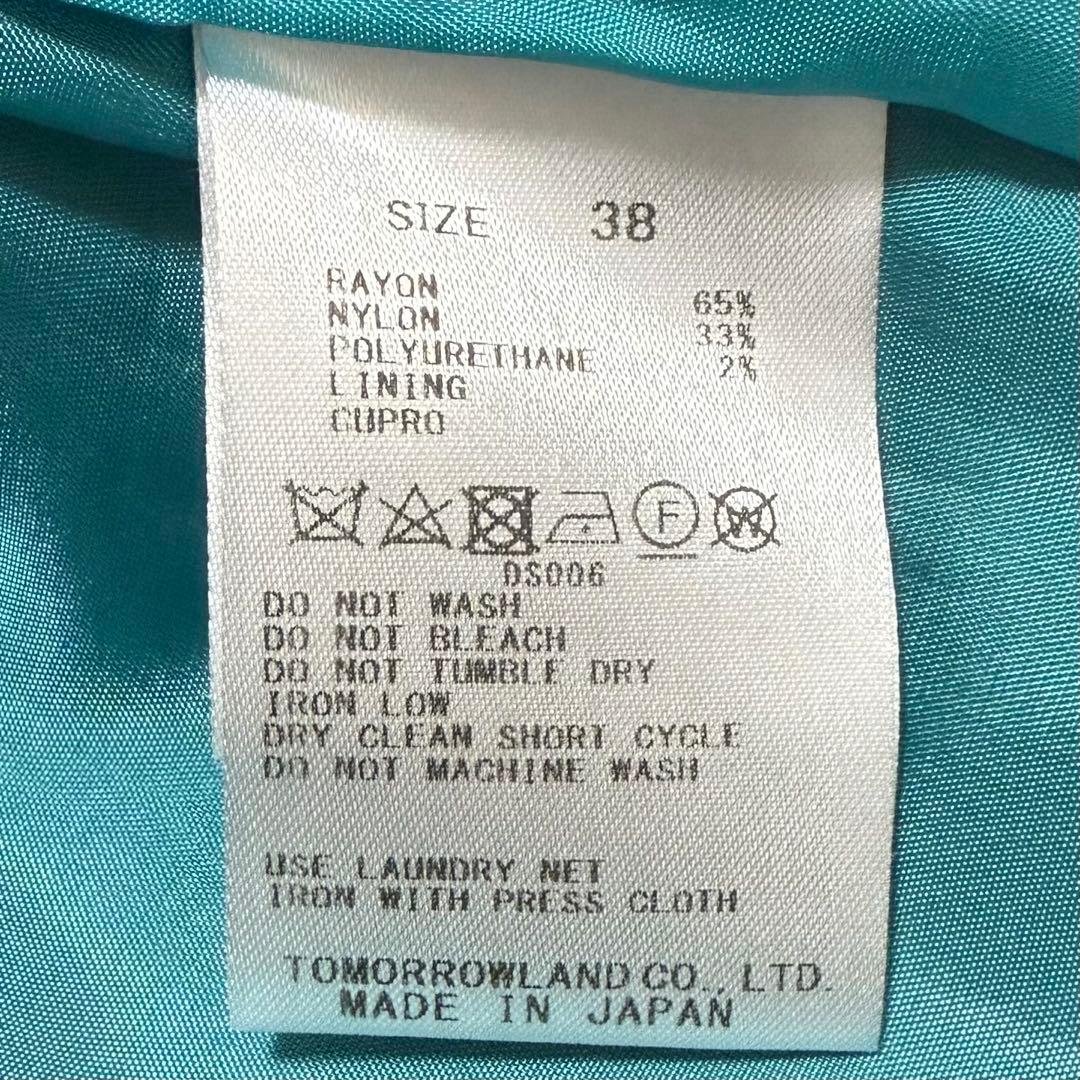 SIZE 38
RAYON 65%
NYLON 33%
POLYURETHANE 2%
LINING
CUPRO
F
W
DS006
DO NOT WASH
DO NOT BLEACH
DO NOT TUMBLE DRY
IRON LOW
DRY CLEAN SHORT CYCLE
DO NOT MACHINE WASH
USE LAUNDRY NET
IRON WITH PRESS CLOTH
TOMORROWLAND CO., LTD.
MADE IN JAPAN